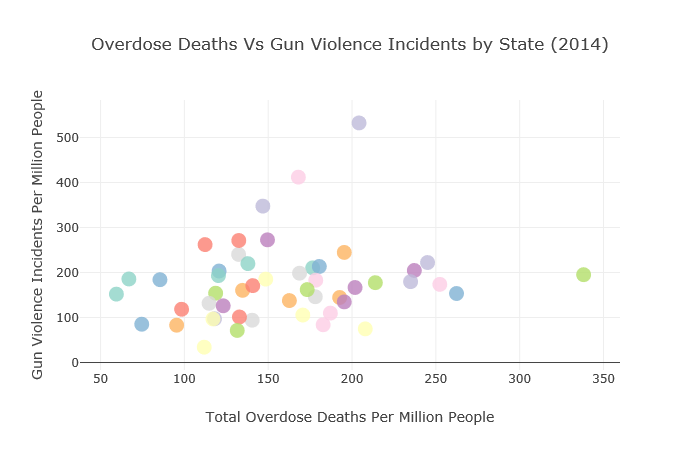 Overdose Deaths Vs Gun Violence Incidents by State (2014)
Gun Violence Incidents Per Million People
500
400
300
200
100
0
50 100 150 200 250 300 350
Total Overdose Deaths Per Million People